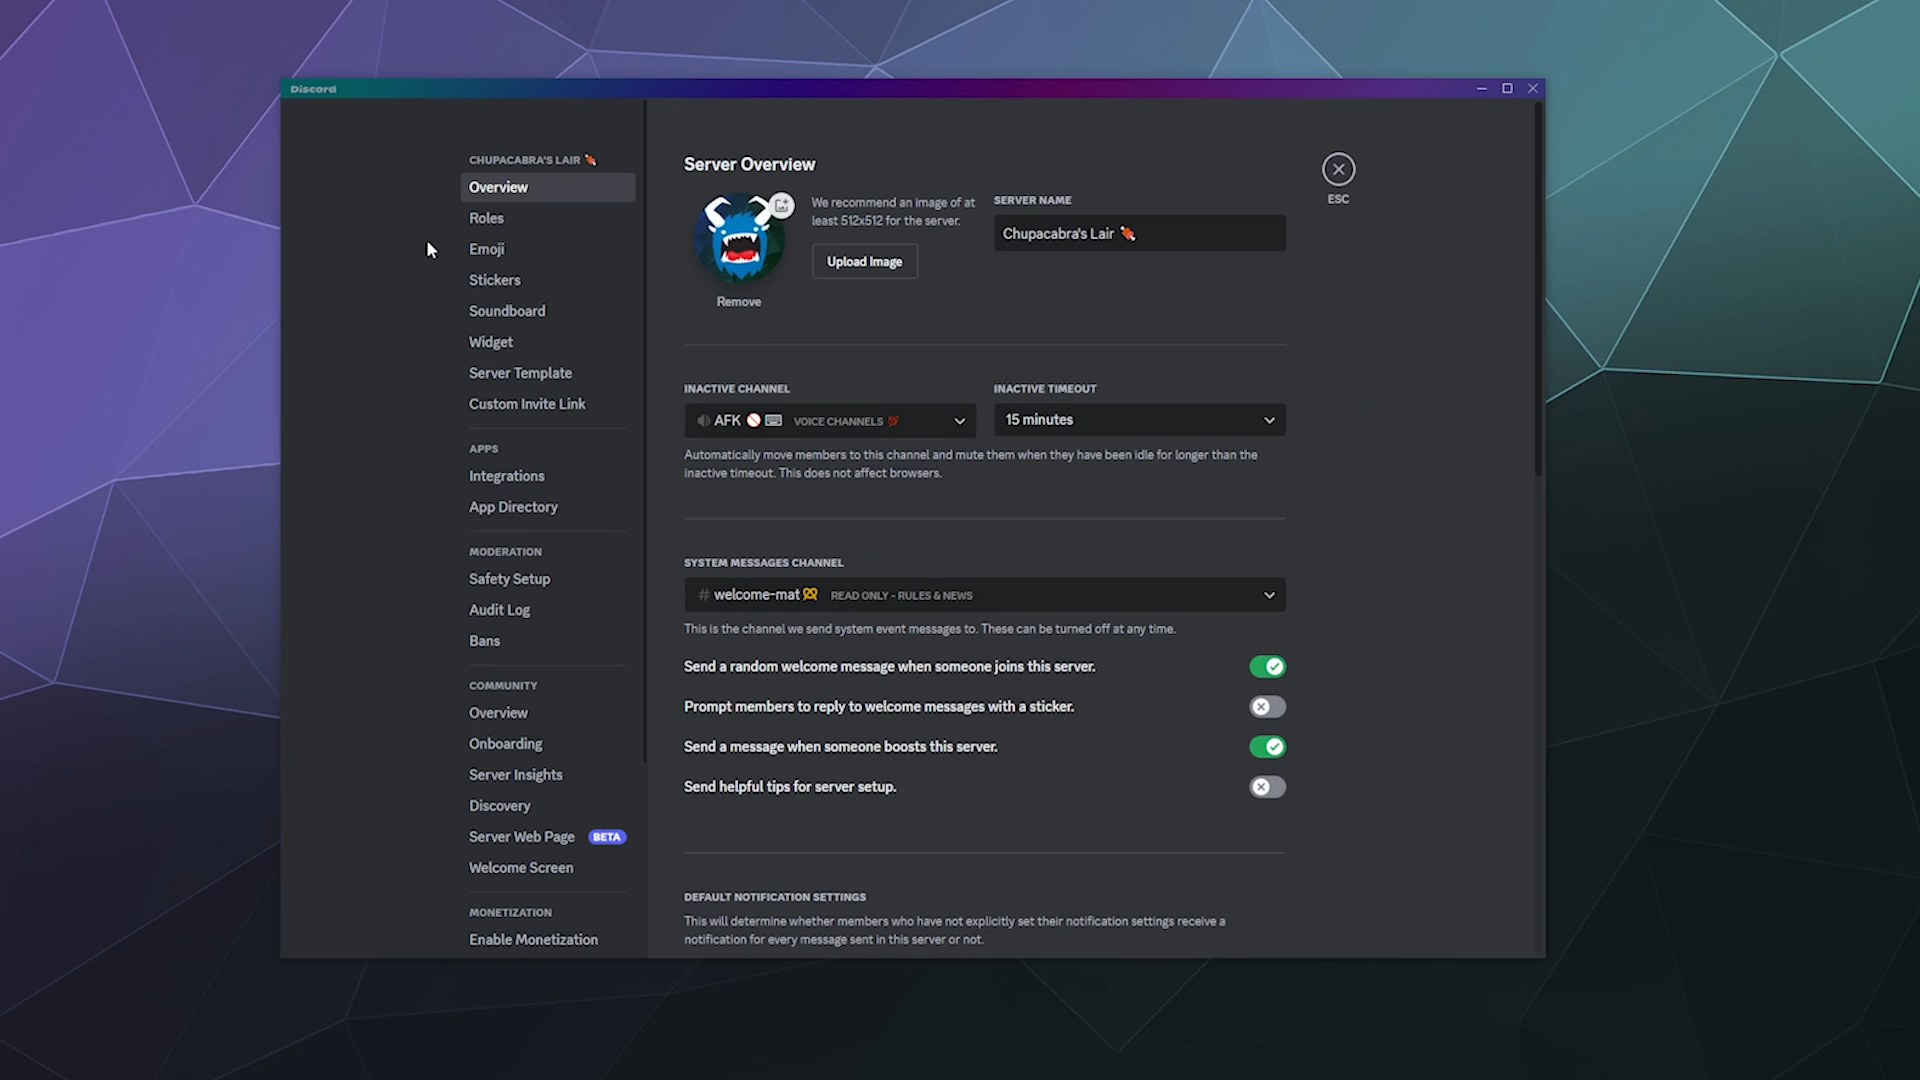 Discord
CHUPACABRA'S LAIR 🍫
Overview
Roles
Emoji
Stickers
Soundboard
Widget
Server Template
Custom Invite Link
APPS
Integrations
App Directory
MODERATION
Safety Setup
Audit Log
Bans
COMMUNITY
Overview
Onboarding
Server Insights
Discovery
Server Web Page BETA
Welcome Screen
MONETIZATION
Enable Monetization
Server Overview
We recommend an image of at
least 512x512 for the server.
Upload Image
Remove
SERVER NAME
Chupacabra's Lair 🍫
ESC
INACTIVE CHANNEL
AFK 🚫⌨️ VOICE CHANNELS 💯
INACTIVE TIMEOUT
15 minutes
Automatically move members to this channel and mute them when they have been idle for longer than the
inactive timeout. This does not affect browsers.
SYSTEM MESSAGES CHANNEL
# welcome-mat🥨 READ ONLY - RULES & NEWS
This is the channel we send system event messages to. These can be turned off at any time.
Send a random welcome message when someone joins this server.
Prompt members to reply to welcome messages with a sticker.
Send a message when someone boosts this server.
Send helpful tips for server setup.
DEFAULT NOTIFICATION SETTINGS
This will determine whether members who have not explicitly set their notification settings receive a
notification for every message sent in this server or not.